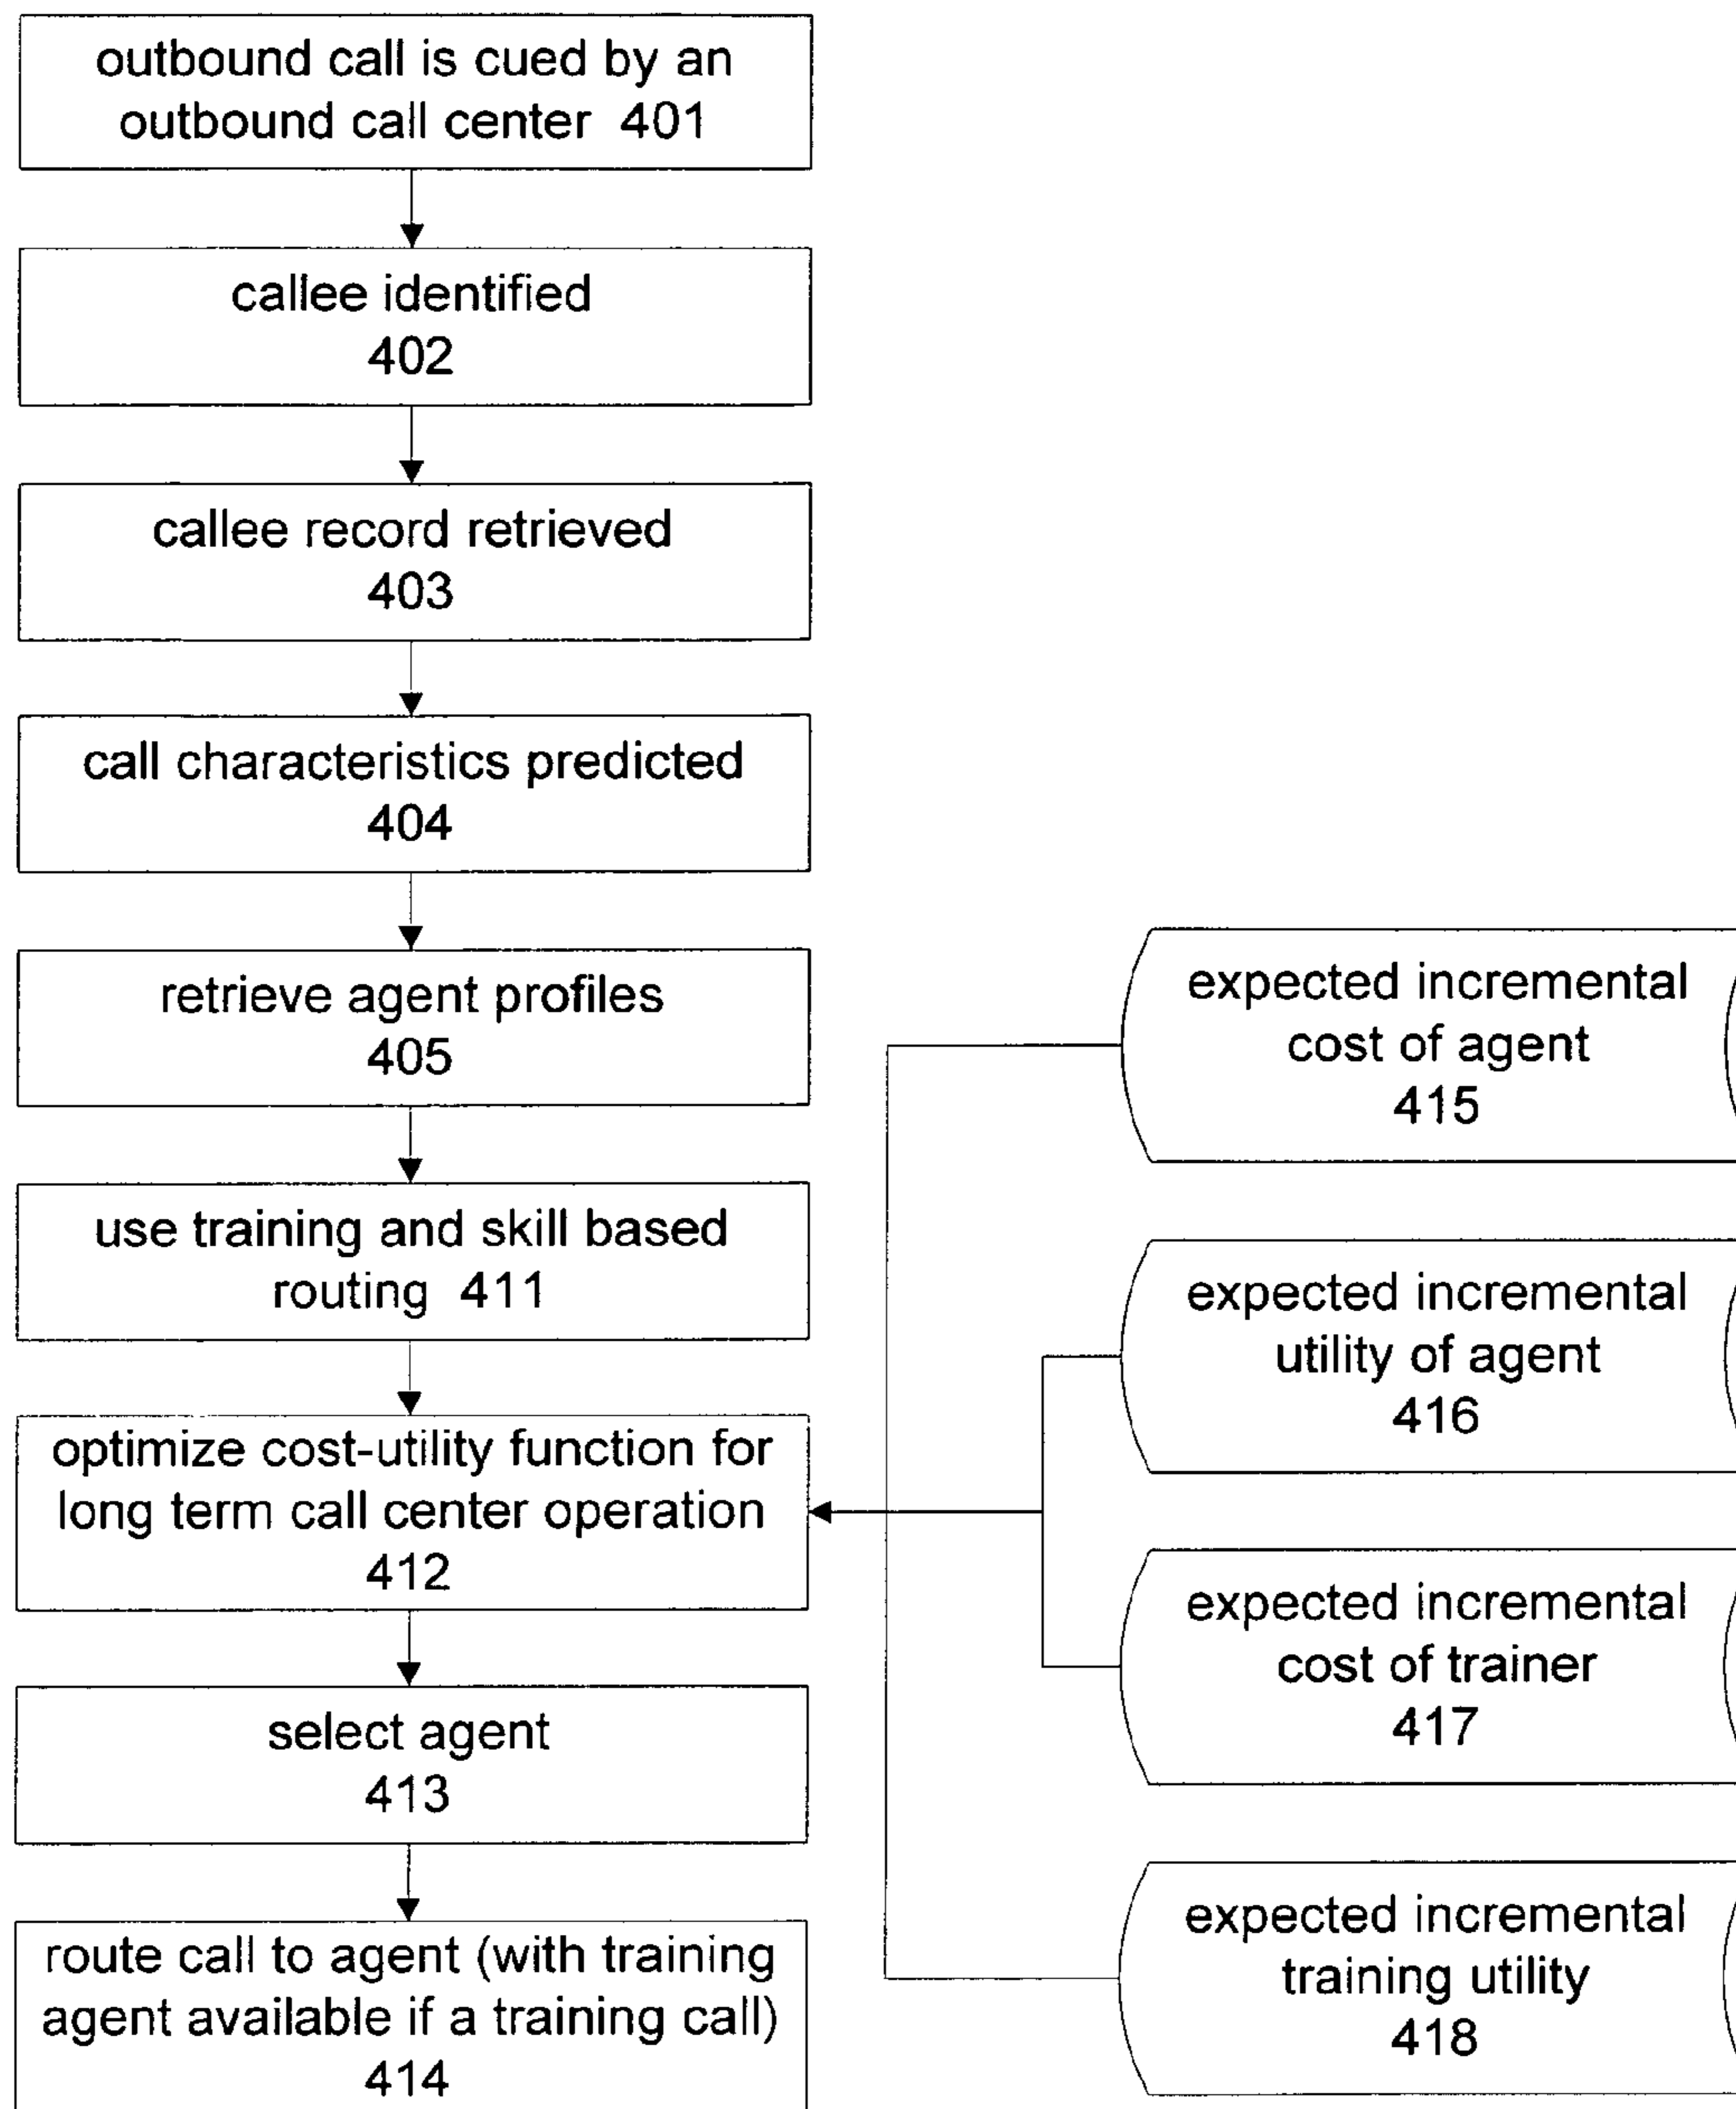 outbound call is cued by an
outbound call center 401
callee identified
402
callee record retrieved
403
call characteristics predicted
404
retrieve agent profiles
405
use training and skill based
routing 411
optimize cost-utility function for
long term call center operation
412
select agent
413
route call to agent (with training
agent available if a training call)
414
expected incremental
cost of agent
415
expected incremental
utility of agent
416
expected incremental
cost of trainer
417
expected incremental
training utility
418